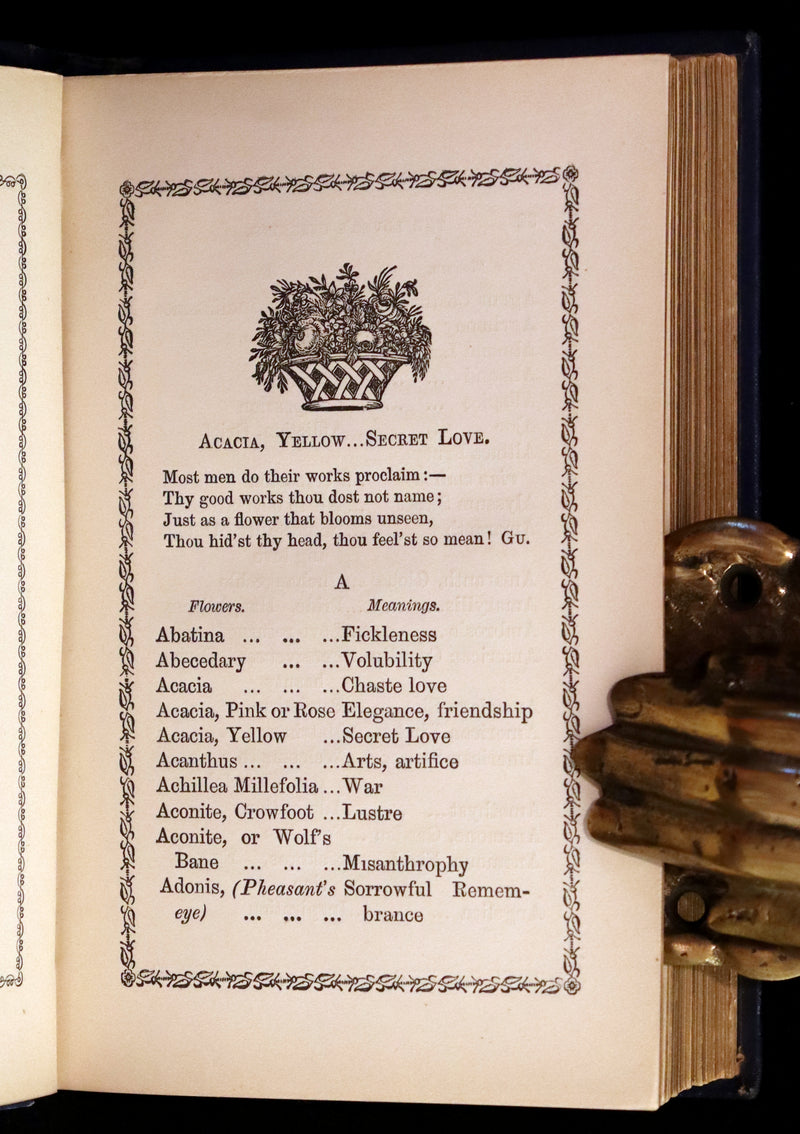 Acacia, Yellow...Secret Love.
Most men do their works proclaim:—
Thy good works thou dost not name;
Just as a flower that blooms unseen,
Thou hid'st thy head, thou feel'st so mean! Gu.
A
Flowers. Meanings.
Abatina ... ... ...Fickleness
Abecedary ... ...Volubility
Acacia ... ... ...Chaste love
Acacia, Pink or Rose Elegance, friendship
Acacia, Yellow ...Secret Love
Acanthus ... ... ...Arts, artifice
Achillea Millefolia ...War
Aconite, Crowfoot ...Lustre
Aconite, or Wolf's
Bane ... ... ...Misanthrophy
Adonis, (Pheasant's Sorrowful Remem-
eye) ... ... ... brance